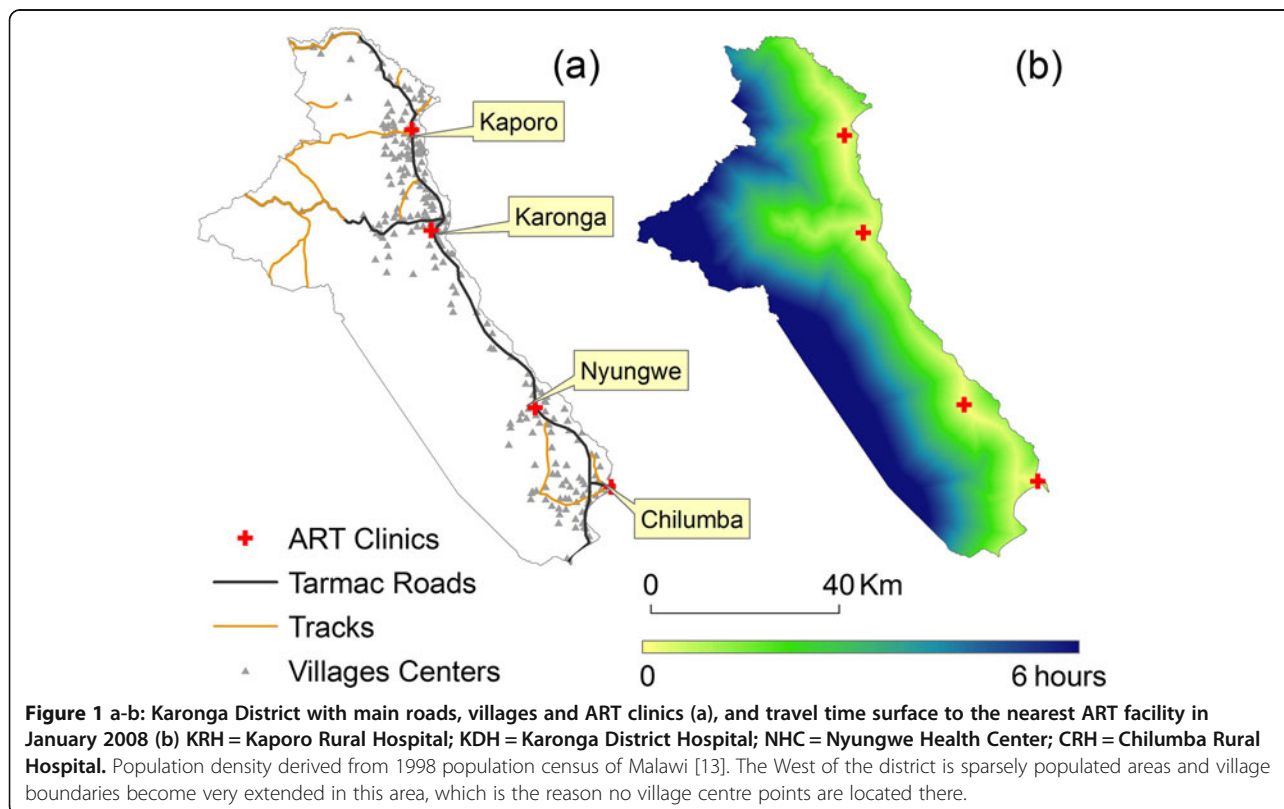 (a)
(b)
Kaporo
Karonga
Nyungwe
Chilumba
ART Clinics
Tarmac Roads
Tracks
Villages Centers
0 40 Km
0 6 hours
Figure 1 a-b: Karonga District with main roads, villages and ART clinics (a), and travel time surface to the nearest ART facility in
January 2008 (b) KRH = Kaporo Rural Hospital; KDH = Karonga District Hospital; NHC = Nyungwe Health Center; CRH = Chilumba Rural
Hospital. Population density derived from 1998 population census of Malawi [13]. The West of the district is sparsely populated areas and village
boundaries become very extended in this area, which is the reason no village centre points are located there.